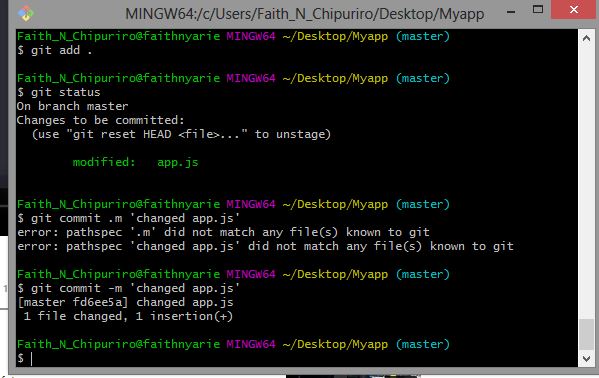 MINGW64:/c/Users/Faith_N_Chipuriro/Desktop/Myapp
Faith_N_Chipuriro@faithnyarie MINGW64 ~/Desktop/Myapp (master)
$ git add .
Faith_N_Chipuriro@faithnyarie MINGW64 ~/Desktop/Myapp (master)
$ git status
On branch master
Changes to be committed:
(use "git reset HEAD <file>..." to unstage)
modified: app.js
Faith_N_Chipuriro@faithnyarie MINGW64 ~/Desktop/Myapp (master)
$ git commit .m 'changed app.js'
error: pathspec '.m' did not match any file(s) known to git
error: pathspec 'changed app.js' did not match any file(s) known to git
Faith_N_Chipuriro@faithnyarie MINGW64 ~/Desktop/Myapp (master)
$ git commit -m 'changed app.js'
[master fd6ee5a] changed app.js
1 file changed, 1 insertion(+)
Faith_N_Chipuriro@faithnyarie MINGW64 ~/Desktop/Myapp (master)
$